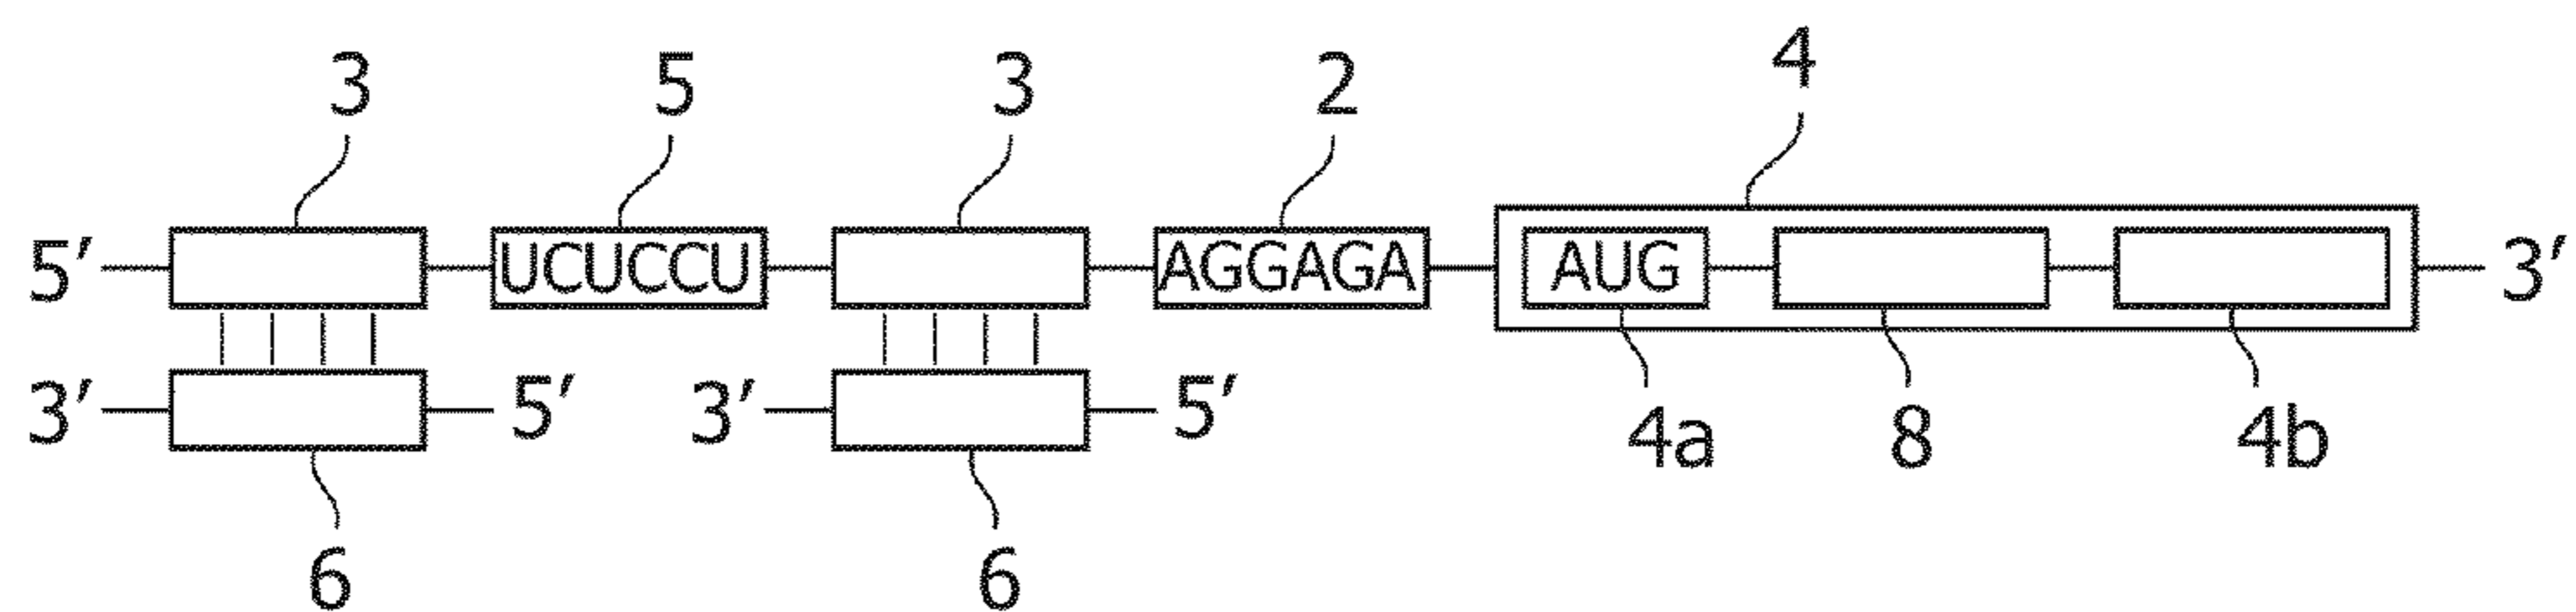 3 5 3 2 4
5′ UCUCCU AGGAGA AUG 3′
3′ 5′ 3′ 5′ 4a 8 4b
6 6